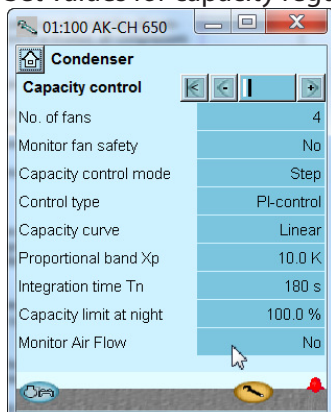 Set values for capacity regu
01:100 AK-CH 650
Condenser
Capacity control
No. of fans 4
Monitor fan safety No
Capacity control mode Step
Control type PI-control
Capacity curve Linear
Proportional band Xp 10.0 K
Integration time Tn 180 s
Capacity limit at night 100.0 %
Monitor Air Flow No